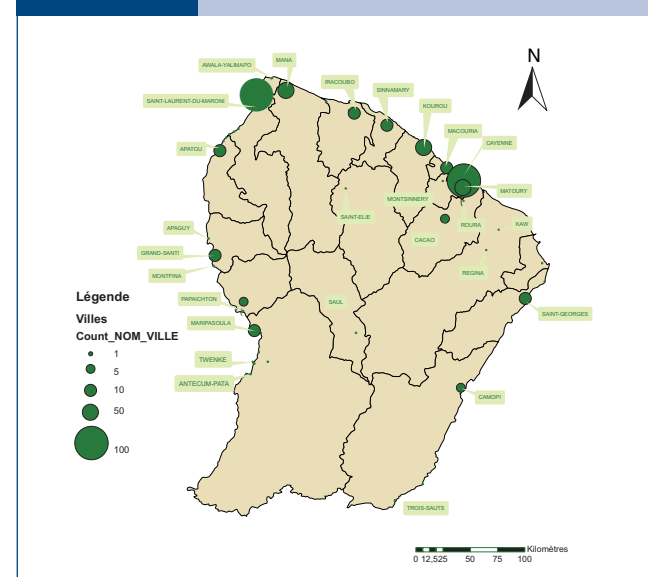 N
MANA
AWALA-YALIMAPO
IRACOUBO
SINNAMARY
SAINT-LAURENT-DU-MARONI
KOUROU
MACOURIA
CAYENNE
APATOU
MATOURY
MONTSINNERY
SAINT-ELIE
ROURA
KAW
APAGUY
CACAO
GRAND-SANTI
REGINA
MONTFINA
Légende
PAPAICHTON
SAUL
SAINT-GEORGES
Villes
MARIPASOULA
Count_NOM_VILLE
1
TWENKE
5
ANTECUM-PATA
10
CAMOPI
50
100
TROIS-SAUTS
Kilomètres
0 12,525 50 75 100